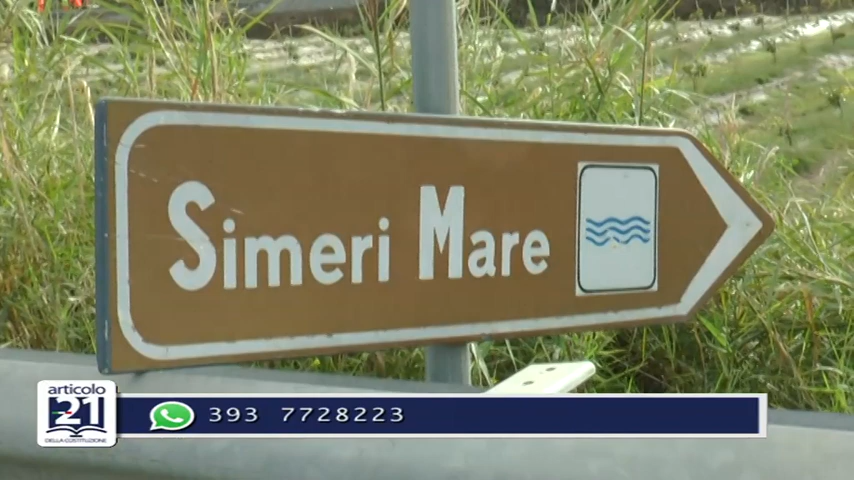 Simeri Mare
articolo
21
DELLA COSTITUZIONE
393 7728223